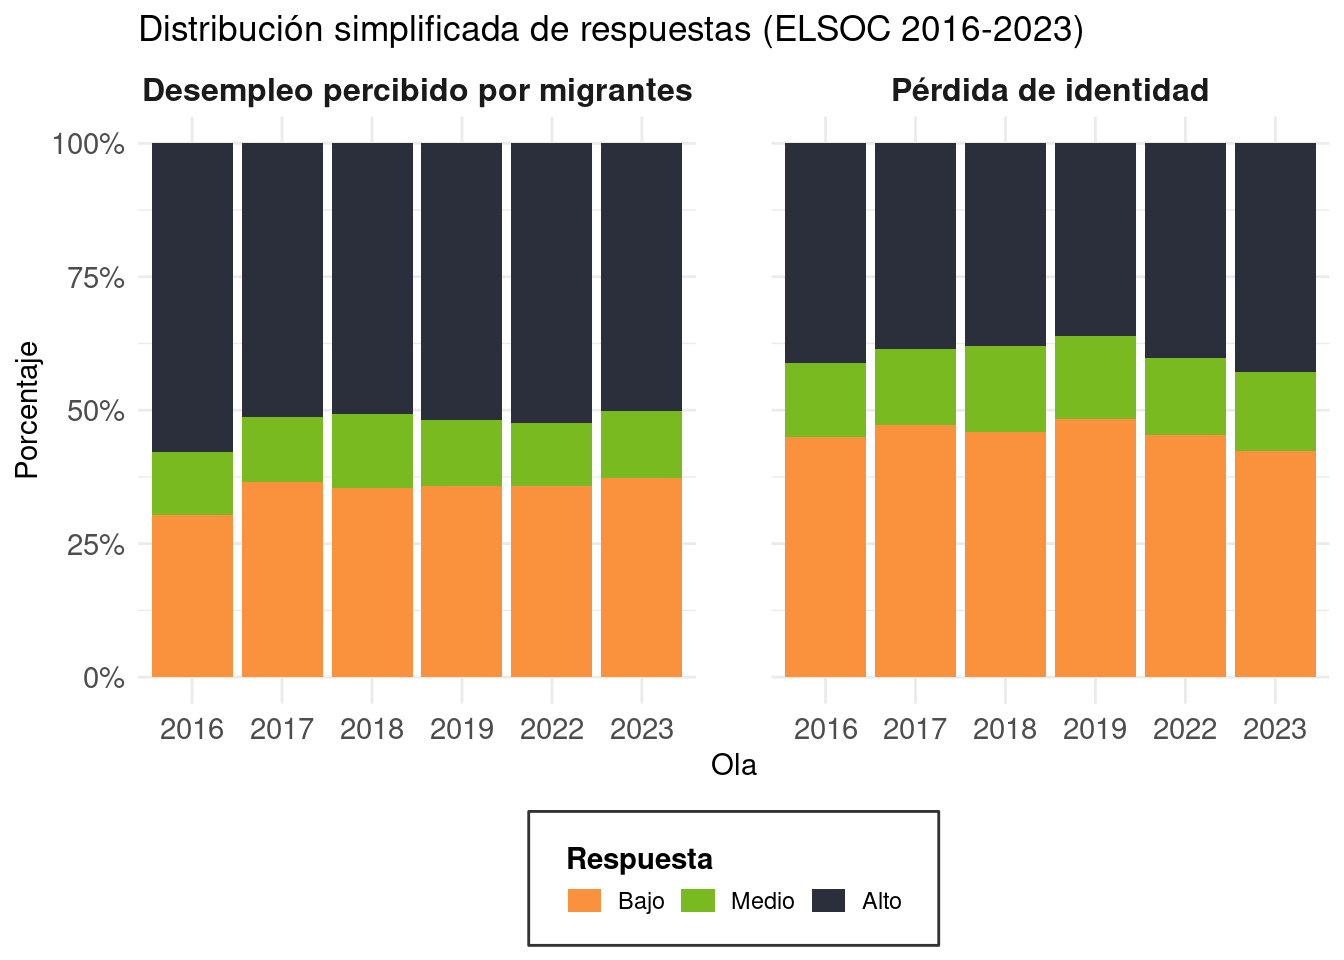 Distribución simplificada de respuestas (ELSOC 2016-2023)
Desempleo percibido por migrantes
Pérdida de identidad
Porcentaje
100%
75%
50%
25%
0%
2016 2017 2018 2019 2022 2023
2016 2017 2018 2019 2022 2023
Ola
Respuesta
Bajo Medio Alto